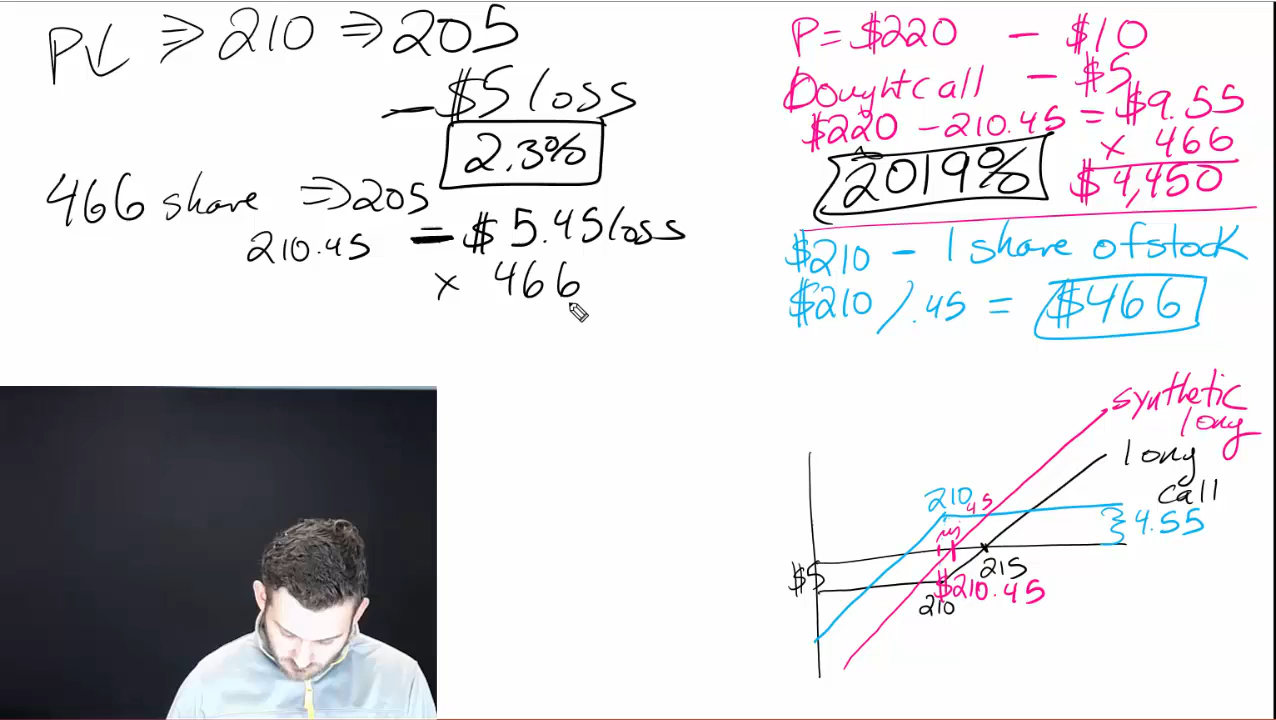 PL ⇒ 210 ⇒ 205
- $5 loss
2.3%
466 share ⇒ 205
210.45 = $5.45 loss
x 466
P = $220 - $10
Bought call - $5
$220 - 210.45 = $9.55
x 466
2019% $4,450
$210 - 1 share of stock
$210 / .45 = $466
synthetic
long
long
call
210
.45
} 4.55
$5
215
$210.45
210